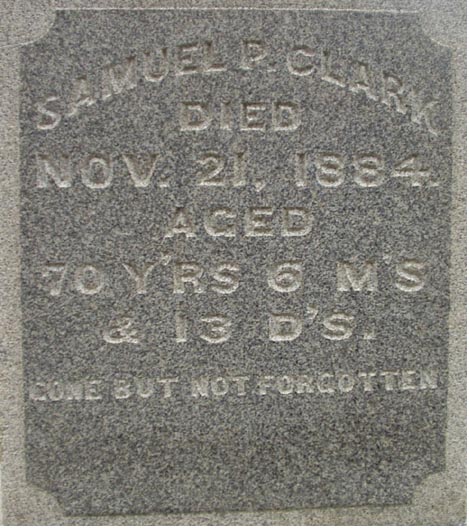 SAMUEL P. CLARK
DIED
NOV. 21, 1884.
AGED
70 Y'RS 6 M'S
& 13 D'S.
GONE BUT NOT FORGOTTEN